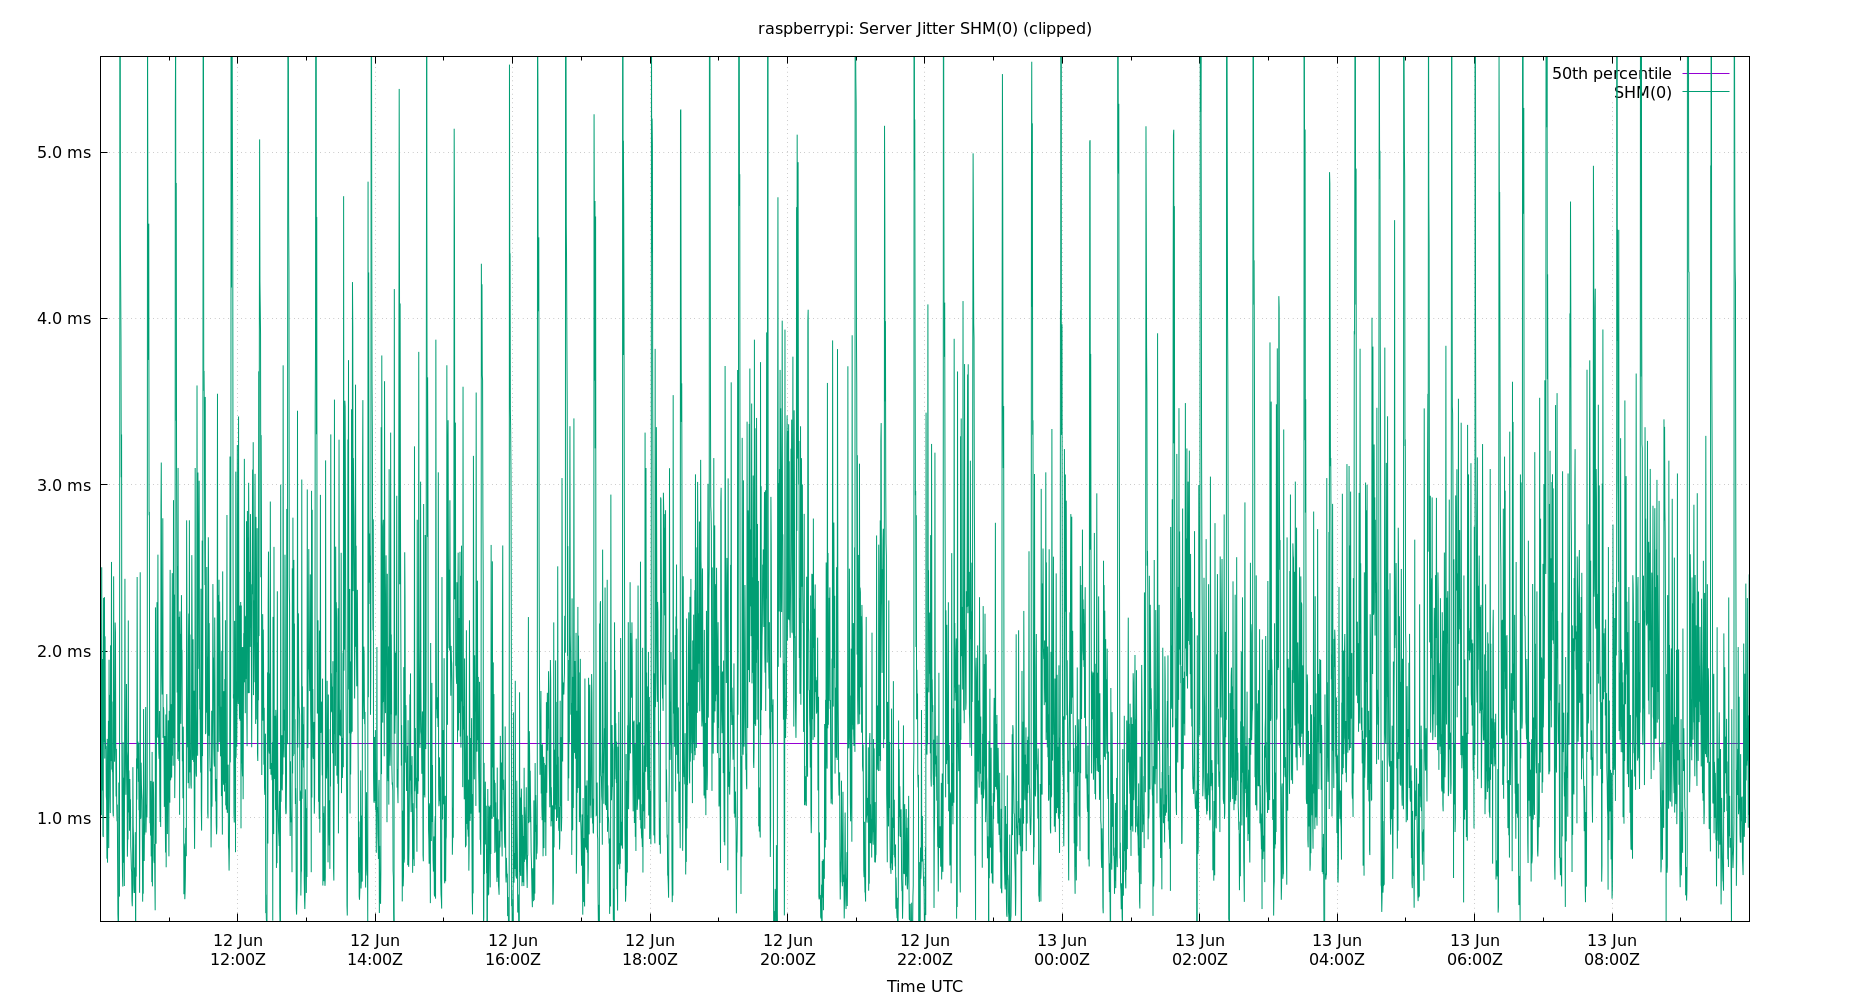 raspberrypi: Server Jitter SHM(0) (clipped)
50th percentile
SHM(0)
5.0 ms
4.0 ms
3.0 ms
2.0 ms
1.0 ms
12 Jun 12 Jun 12 Jun 12 Jun 12 Jun 12 Jun 13 Jun 13 Jun 13 Jun 13 Jun 13 Jun
12:00Z 14:00Z 16:00Z 18:00Z 20:00Z 22:00Z 00:00Z 02:00Z 04:00Z 06:00Z 08:00Z
Time UTC